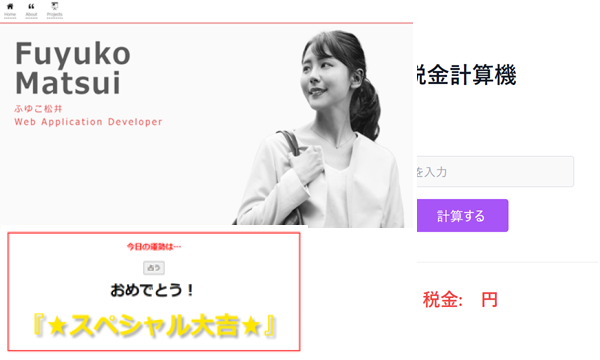 Home About Projects
Fuyuko
Matsui
ふゆこ松井
Web Application Developer
税金計算機
を入力
計算する
税金: 円
今日の運勢は…
占う
おめでとう！
『★スペシャル大吉★』